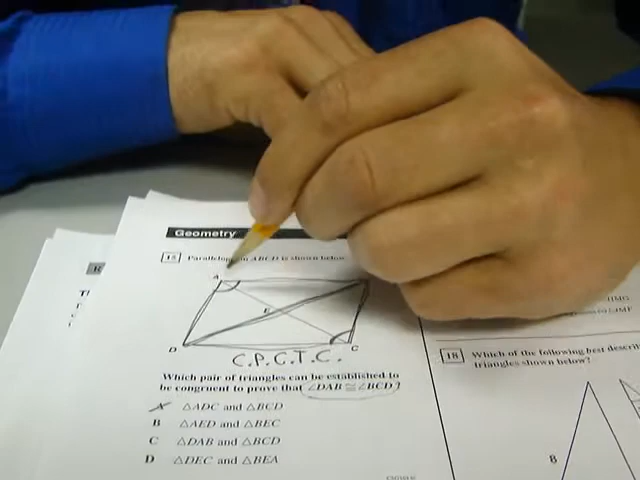 Geometry
15 Parallelogram ABCD is shown below
A
E
D
C
C.P.C.T.C.
Which pair of triangles can be established to
be congruent to prove that ∠DAB ≅ ∠BCD?
△ADC and △BCD
B △AED and △BEC
C △DAB and △BCD
D △DEC and △BEA
18 Which of the following best descri
triangles shown below?
8